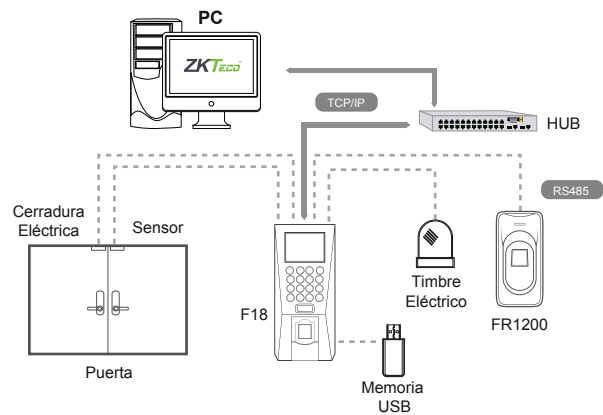 PC
ZKTeco
TCP/IP
HUB
RS485
Cerradura
Eléctrica
Sensor
Timbre
Eléctrico
F18
FR1200
Puerta
Memoria
USB